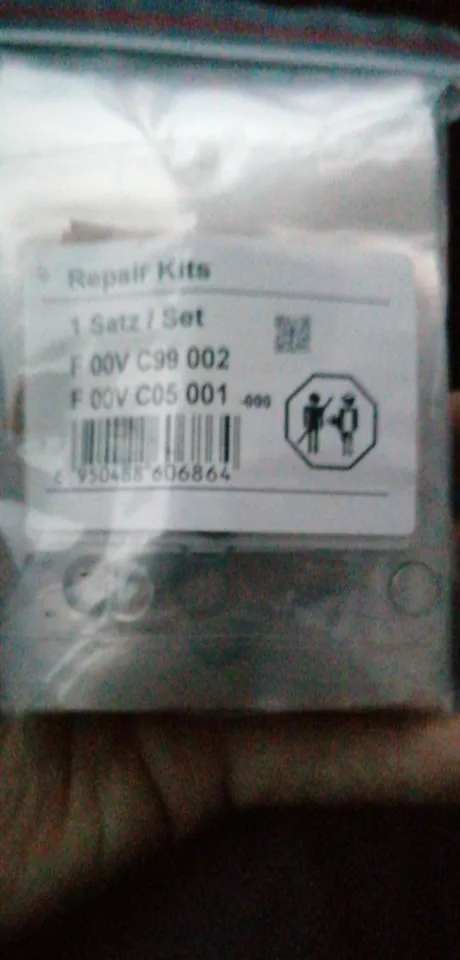 Repair Kits
1 Satz / Set
F 00V C99 002
F 00V C05 001 -000
6 950488 606864